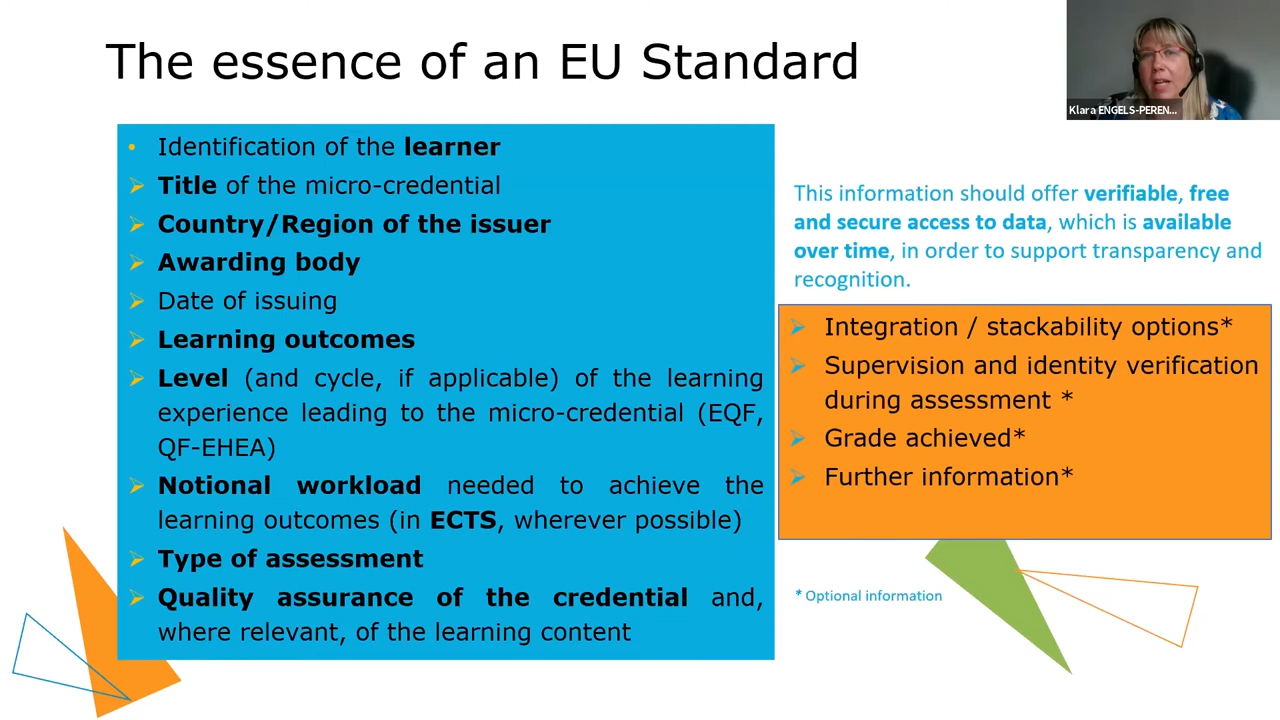 The essence of an EU Standard
Klara ENGELS-PEREN...
• Identification of the learner
➢ Title of the micro-credential
➢ Country/Region of the issuer
➢ Awarding body
➢ Date of issuing
➢ Learning outcomes
➢ Level (and cycle, if applicable) of the learning
experience leading to the micro-credential (EQF,
QF-EHEA)
➢ Notional workload needed to achieve the
learning outcomes (in ECTS, wherever possible)
➢ Type of assessment
➢ Quality assurance of the credential and,
where relevant, of the learning content
This information should offer verifiable, free
and secure access to data, which is available
over time, in order to support transparency and
recognition.
➢ Integration / stackability options*
➢ Supervision and identity verification
during assessment *
➢ Grade achieved*
➢ Further information*
* Optional information